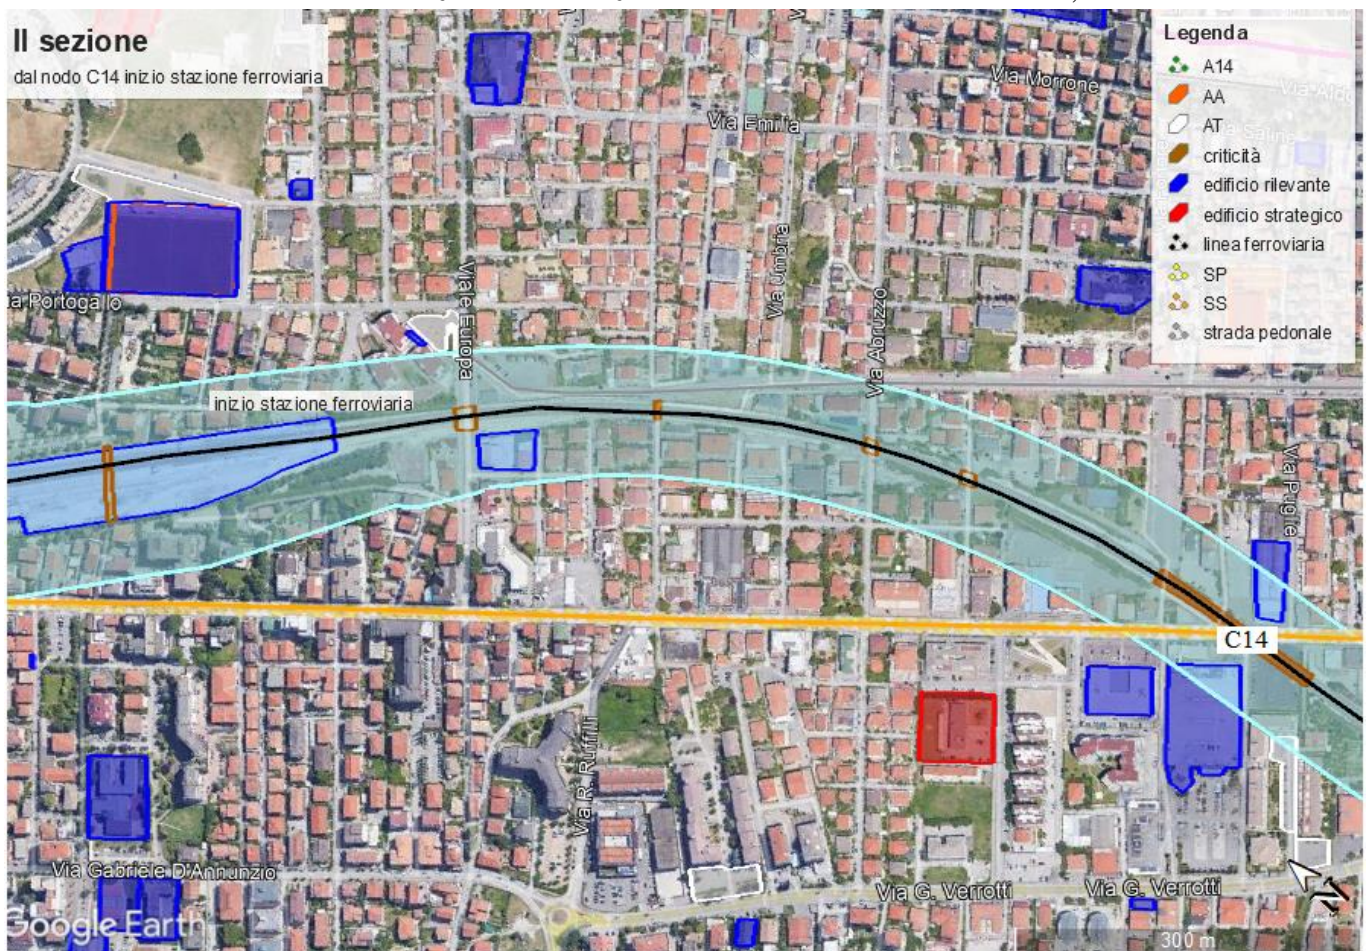 II sezione
dal nodo C14 inizio stazione ferroviaria
Legenda
A14
AA
AT
criticità
edificio rilevante
edificio strategico
linea ferroviaria
SP
SS
strada pedonale
Via Morrone
Via Emilia
Via Umbria
Viale Europa
Portogallo
Via Abruzzo
inizio stazione ferroviaria
Via Puglie
C14
Via R. Ruffilli
Via Gabriele D'Annunzio
Via G. Verrotti
Via G. Verrotti
N
Google Earth
300 m